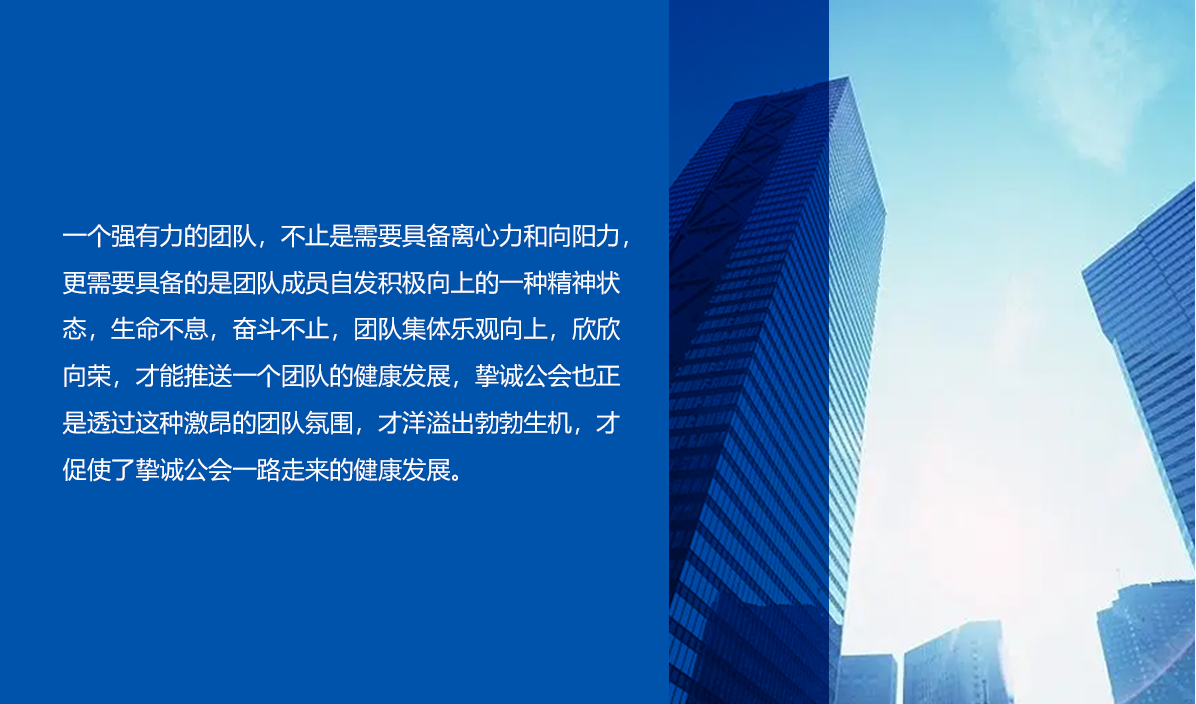 一个强有力的团队，不止是需要具备离心力和向阳力，
更需要具备的是团队成员自发积极向上的一种精神状
态，生命不息，奋斗不止，团队集体乐观向上，欣欣
向荣，才能推送一个团队的健康发展，挚诚公会也正
是透过这种激昂的团队氛围，才洋溢出勃勃生机，才
促使了挚诚公会一路走来的健康发展。